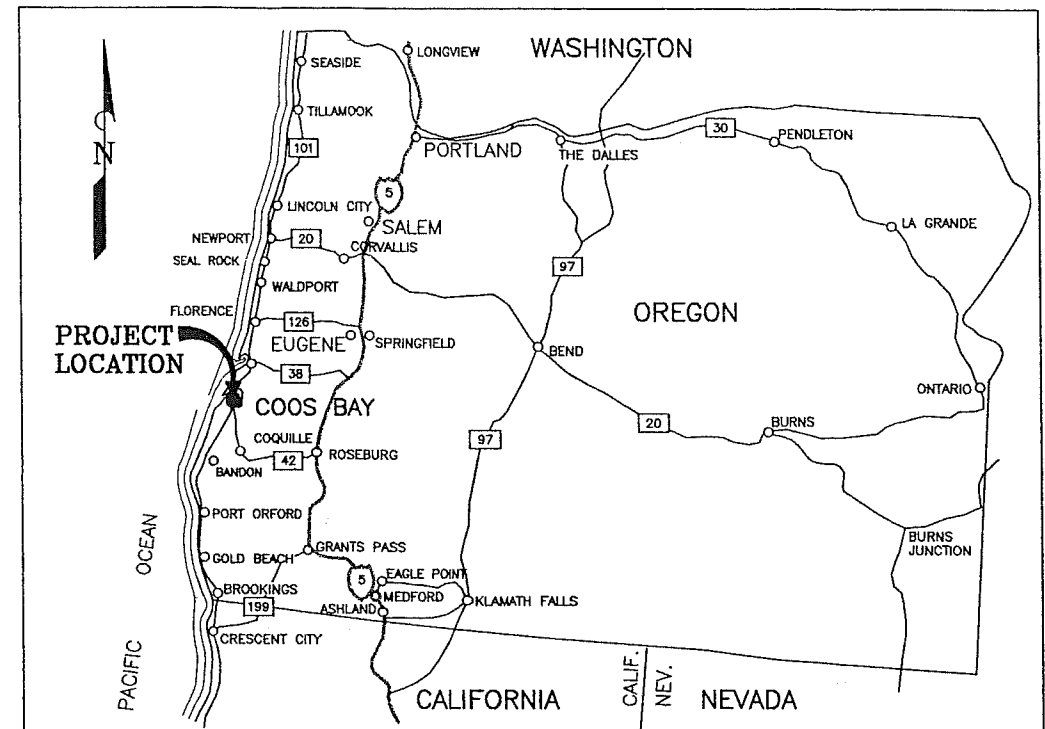 LONGVIEW
WASHINGTON
SEASIDE
TILLAMOOK
N
101
30
PENDLETON
PORTLAND
THE DALLES
5
LINCOLN CITY
SALEM
LA GRANDE
NEWPORT
20
CORVALLIS
SEAL ROCK
97
WALDPORT
FLORENCE
126
OREGON
PROJECT
LOCATION
EUGENE
SPRINGFIELD
BEND
38
ONTARIO
COOS BAY
20
BURNS
COQUILLE
97
42
ROSEBURG
BANDON
PORT ORFORD
OCEAN
BURNS
JUNCTION
GRANTS PASS
GOLD BEACH
5
EAGLE POINT
BROOKINGS
MEDFORD
199
ASHLAND
KLAMATH FALLS
CRESCENT CITY
PACIFIC
CALIFORNIA
CALIF.
NEV.
NEVADA